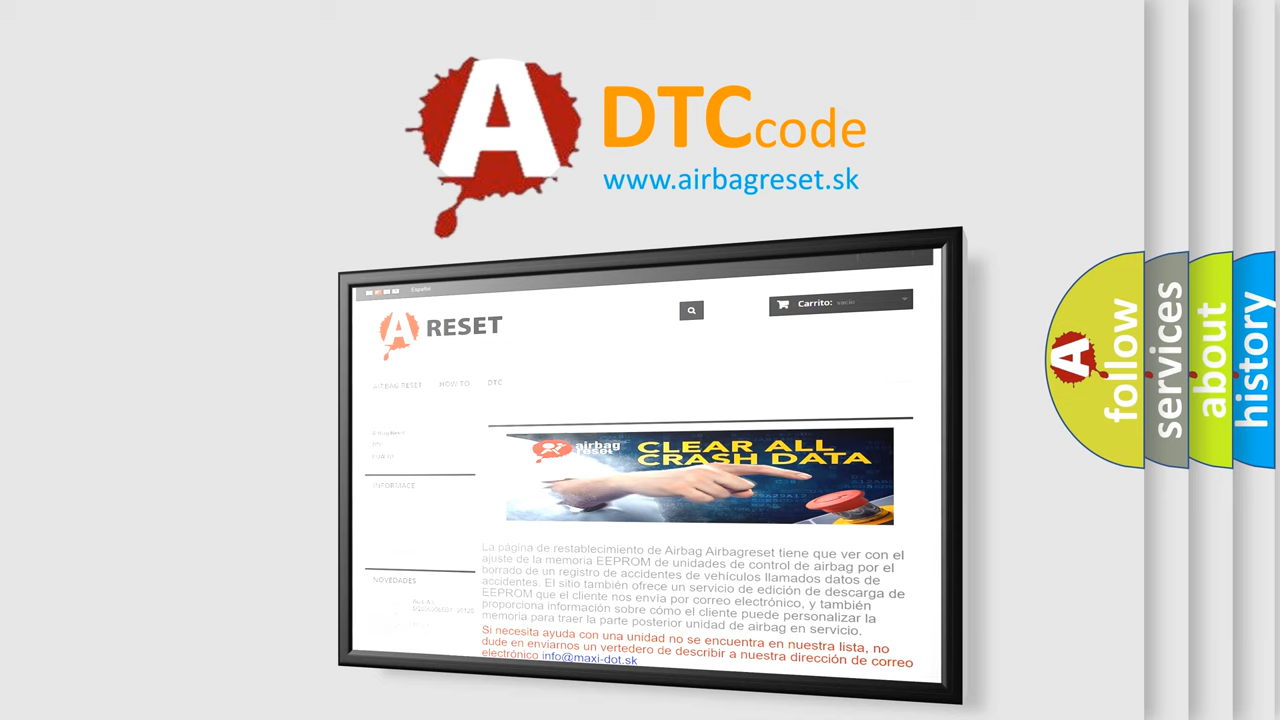 A DTCcode
www.airbagreset.sk
Español
Carrito: vacío
A RESET
AIRBAG RESET HOW TO DTC
INFORMACE
NOVEDADES
airbag reset
CLEAR ALL
CRASH DATA
La página de restablecimiento de Airbag Airbagreset tiene que ver con el
ajuste de la memoria EEPROM de unidades de control de airbag por el
borrado de un registro de accidentes de vehículos llamados datos de
accidentes. El sitio también ofrece un servicio de edición de descarga de
EEPROM que el cliente nos envía por correo electrónico, y también
proporciona información sobre cómo el cliente puede personalizar la
memoria para traer la parte posterior unidad de airbag en servicio.
Si necesita ayuda con una unidad no se encuentra en nuestra lista, no
dude en enviarnos un vertedero de describir a nuestra dirección de correo
electrónico info@maxi-dot.sk
A follow
services
about
history